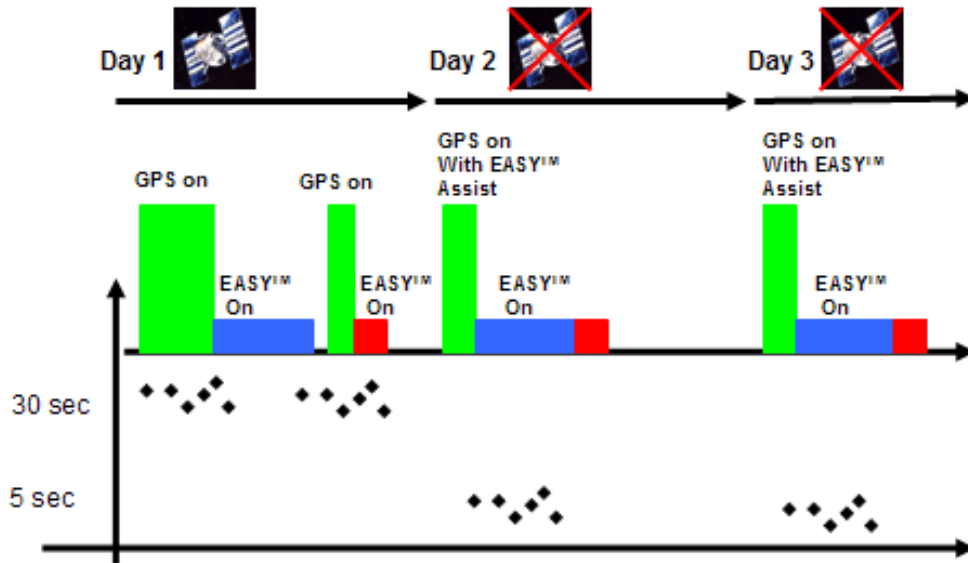 Day 1
Day 2
Day 3
GPS on
GPS on
GPS on
With EASY™
Assist
GPS on
With EASY™
Assist
EASY™
On
EASY™
On
EASY™
On
EASY™
On
30 sec
5 sec